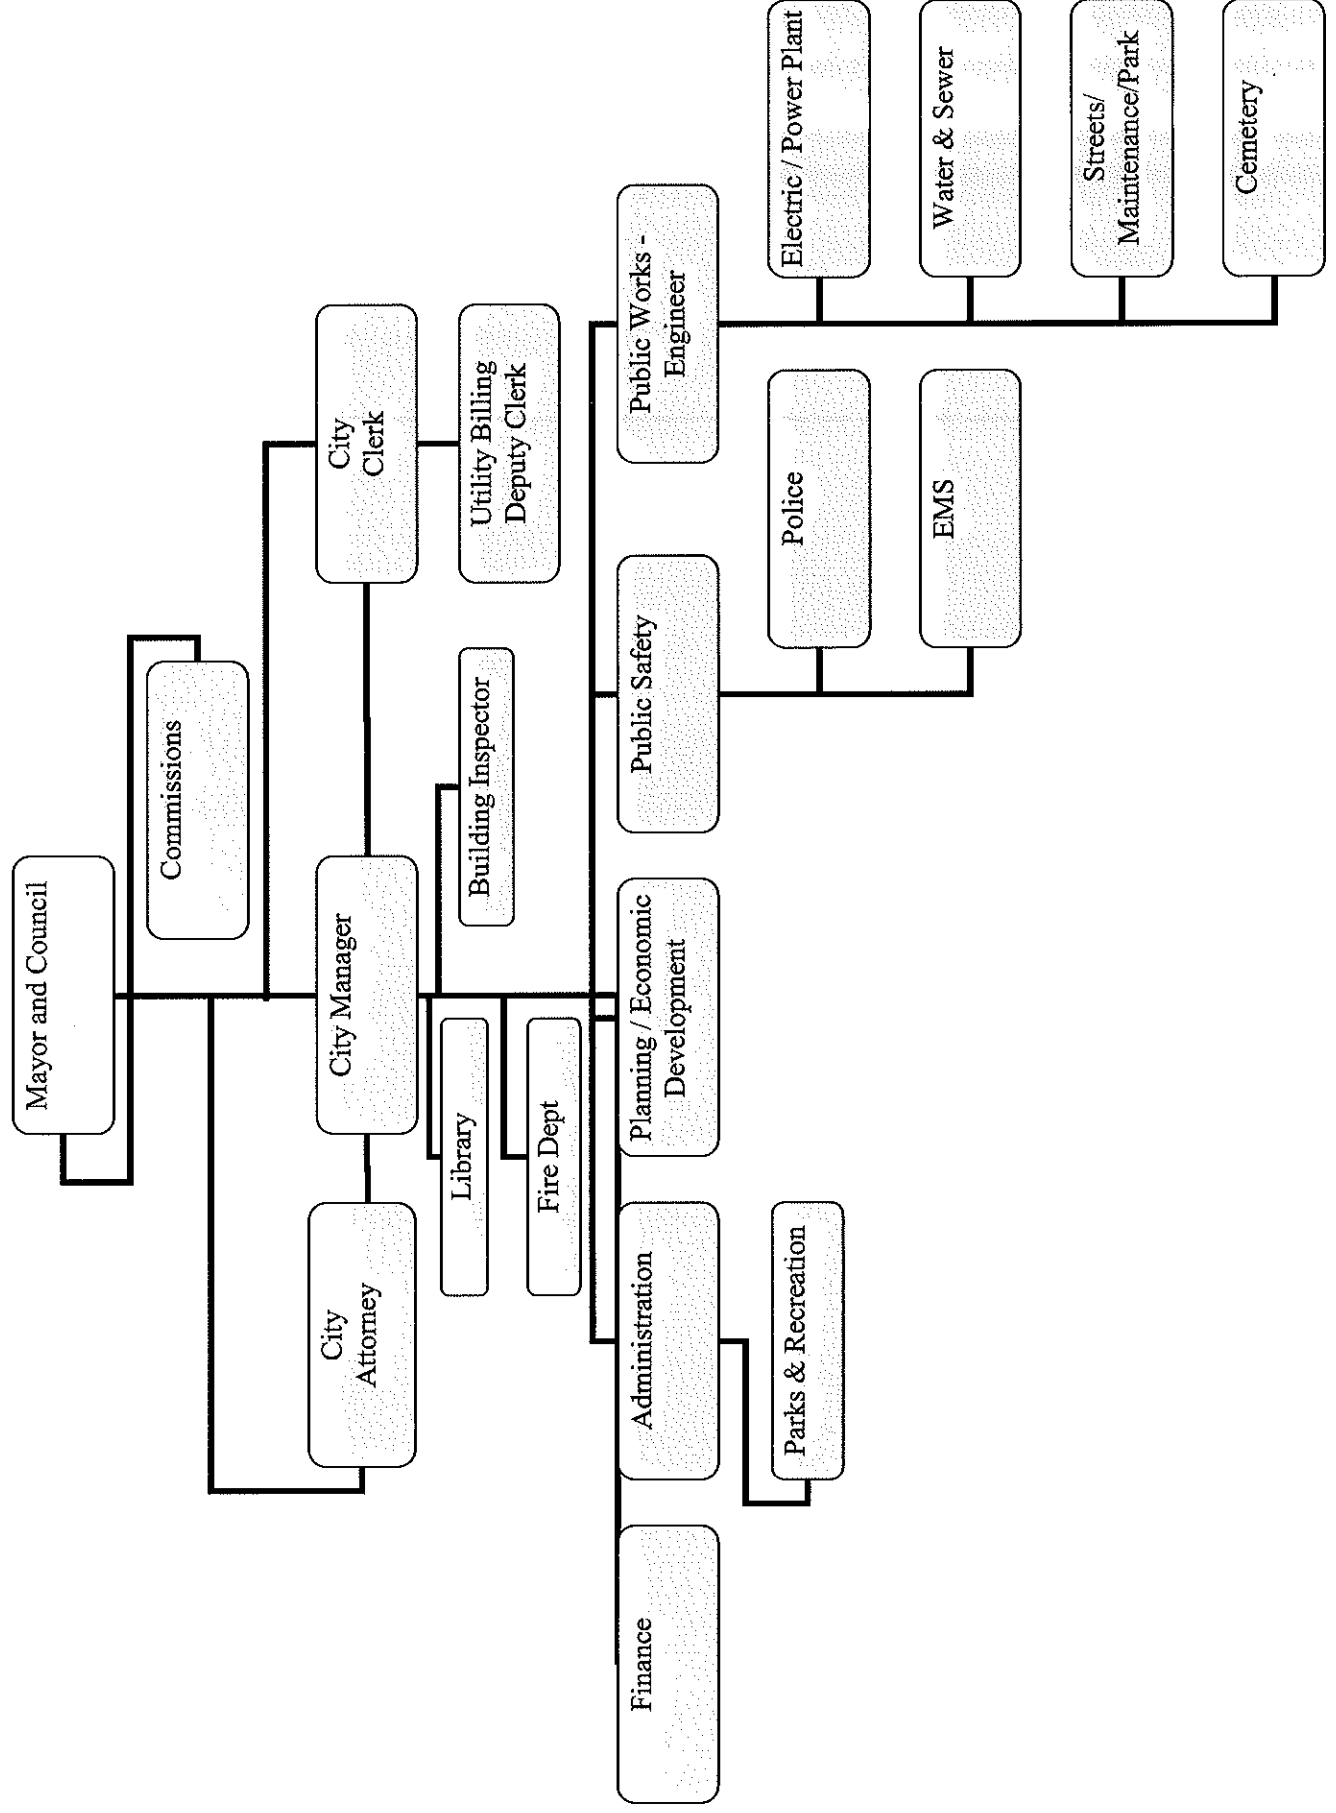 Mayor and Council
Commissions
City
Attorney
City Manager
City
Clerk
Library
Building Inspector
Utility Billing
Deputy Clerk
Fire Dept
Finance
Administration
Planning / Economic
Development
Public Safety
Public Works -
Engineer
Parks & Recreation
Police
Electric / Power Plant
EMS
Water & Sewer
Streets/
Maintenance/Park
Cemetery